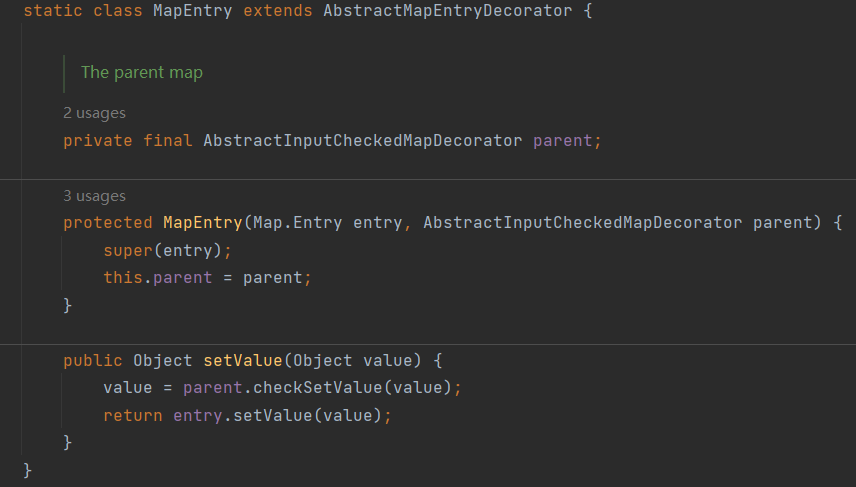 static class MapEntry extends AbstractMapEntryDecorator {
The parent map
2 usages
private final AbstractInputCheckedMapDecorator parent;
3 usages
protected MapEntry(Map.Entry entry, AbstractInputCheckedMapDecorator parent) {
super(entry);
this.parent = parent;
}
public Object setValue(Object value) {
value = parent.checkSetValue(value);
return entry.setValue(value);
}
}